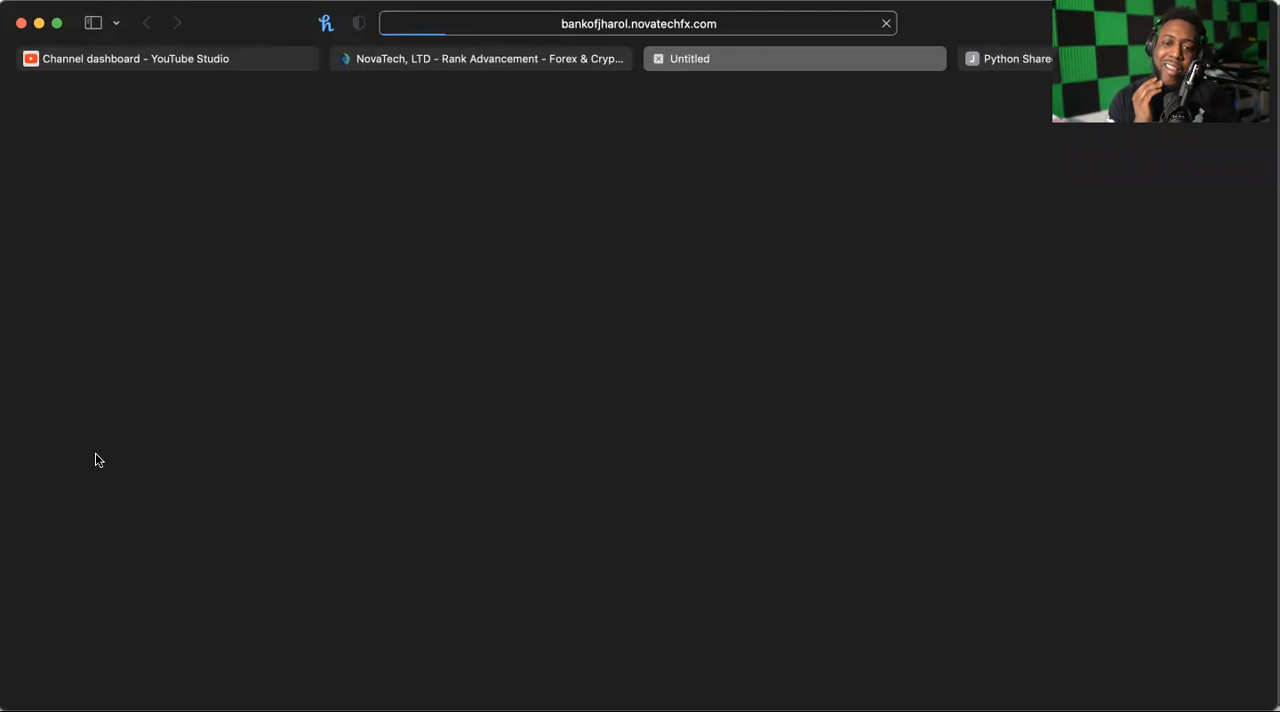 bankofjharol.novatechfx.com
Channel dashboard - YouTube Studio
NovaTech, LTD - Rank Advancement - Forex & Cryp...
Untitled
J Python Share